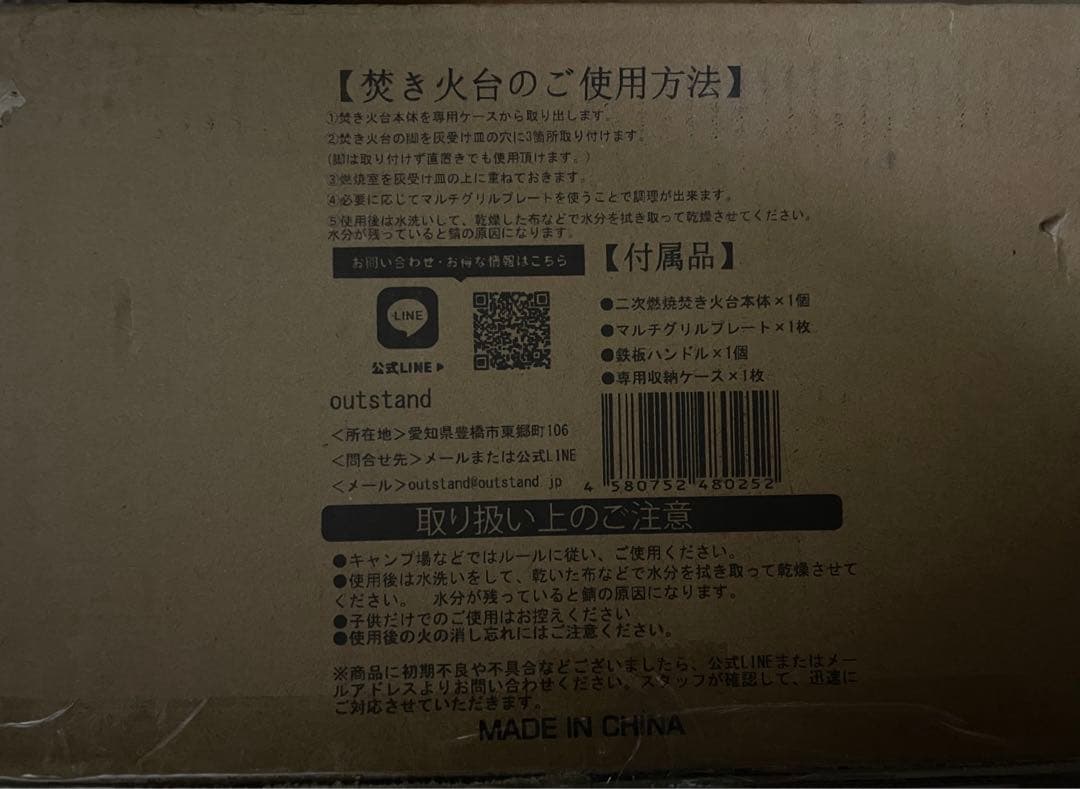 【焚き火台のご使用方法】
①焚き火台本体を専用ケースから取り出します。
②焚き火台の脚を灰受け皿の穴に3箇所取り付けます。
(脚は取り付けず直置きでも使用頂けます。)
③燃焼室を灰受け皿の上に重ねておきます。
④必要に応じてマルチグリルプレートを使うことで調理が出来ます。
⑤使用後は水洗いして、乾燥した布などで水分を拭き取って乾燥させてください。
水分が残っていると錆の原因になります。
お問い合わせ・お得な情報はこちら
LINE
公式LINE▶
outstand
<所在地>愛知県豊橋市東郷町106
<問合せ先>メールまたは公式LINE
<メール>outstand@outstand.jp
【付属品】
●二次燃焼焚き火台本体×1個
●マルチグリルプレート×1枚
●鉄板ハンドル×1個
●専用収納ケース×1枚
4 580752 480252
取り扱い上のご注意
●キャンプ場などではルールに従い、ご使用ください。
●使用後は水洗いをして、乾いた布などで水分を拭き取って乾燥させて
ください。 水分が残っていると錆の原因になります。
●子供だけでのご使用はお控えください
●使用後の火の消し忘れにはご注意ください。
※商品に初期不良や不具合などございましたら、公式LINEまたはメー
ルアドレスよりお問い合わせください。スタッフが確認して、迅速に
ご対応させていただきます。
MADE IN CHINA